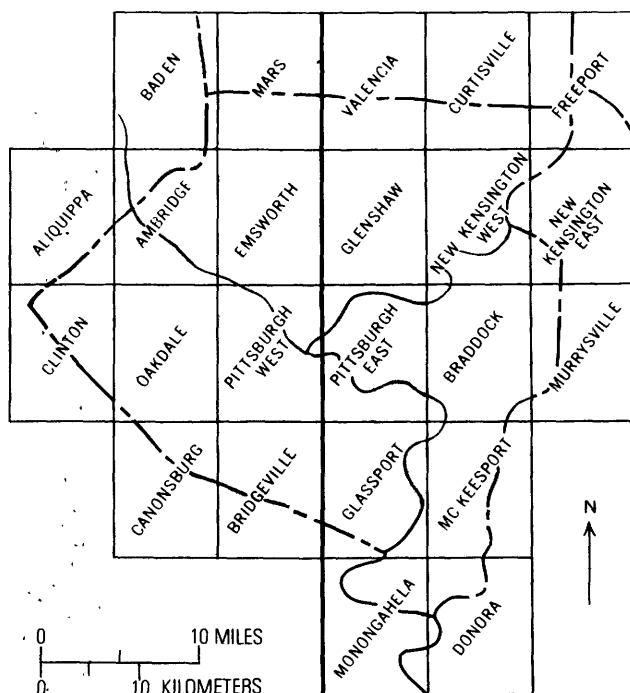 BADEN
MARS
VALENCIA
CURTISVILLE
FREEPORT
ALIQUIPPA
AMBRIDGE
EMSWORTH
GLENSHAW
NEW KENSINGTON
WEST
NEW
KENSINGTON
EAST
CLINTON
OAKDALE
PITTSBURGH
WEST
PITTSBURGH
EAST
BRADDOCK
MURRYSVILLE
CANONSBURG
BRIDGEVILLE
GLASSPORT
MC KEESPORT
N
MONONGAHELA
DONORA
0 10 MILES
0 10 KILOMETERS